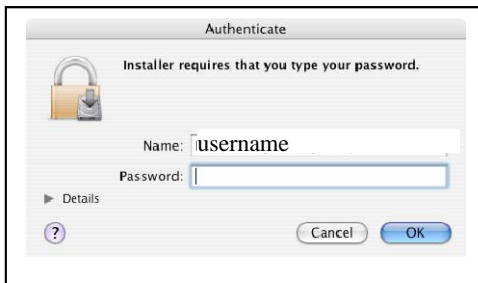 Authenticate
Installer requires that you type your password.
Name: username
Password:
Details
? Cancel OK